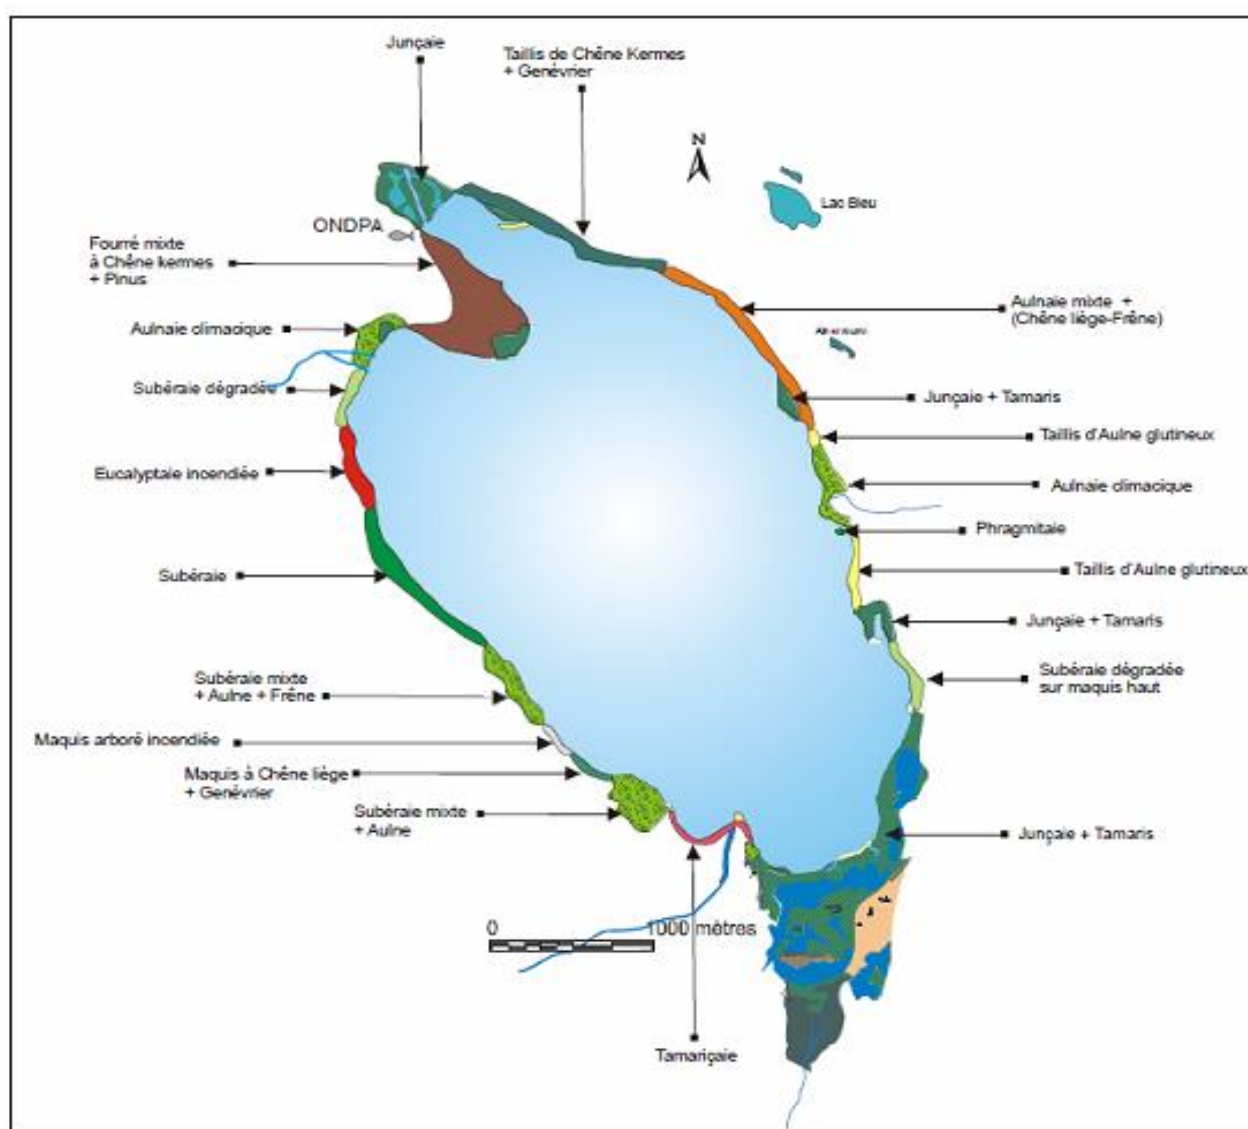 Junçaie
Taillis de Chêne Kermes
+ Genévrier
N
Lac Bleu
ONDPA
Fourré mixte
à Chêne kermes
+ Pinus
Aulnaie climacique
Subéraie dégradée
Eucalyptaie incendiée
Subéraie
Subéraie mixte
+ Aulne + Frêne
Maquis arboré incendiée
Maquis à Chêne liège
+ Genévrier
Subéraie mixte
+ Aulne
Aulnaie mixte +
(Chêne liège-Frêne)
Junçaie + Tamaris
Taillis d'Aulne glutineux
Aulnaie climacique
Phragmitaie
Taillis d'Aulne glutineux
Junçaie + Tamaris
Subéraie dégradée
sur maquis haut
Junçaie + Tamaris
0 1000 mètres
Tamariçaie